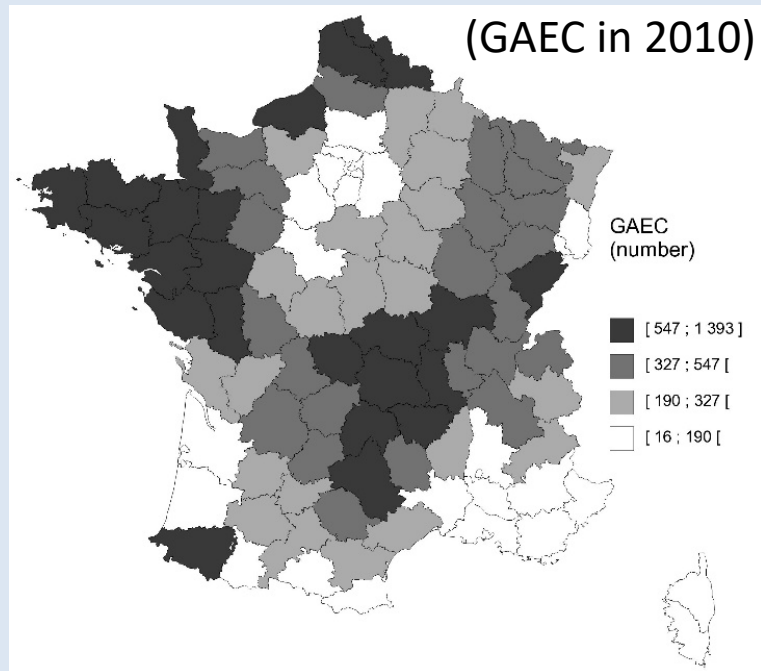 (GAEC in 2010)
GAEC
(number)
[ 547 ; 1 393 ]
[ 327 ; 547 [
[ 190 ; 327 [
[ 16 ; 190 [